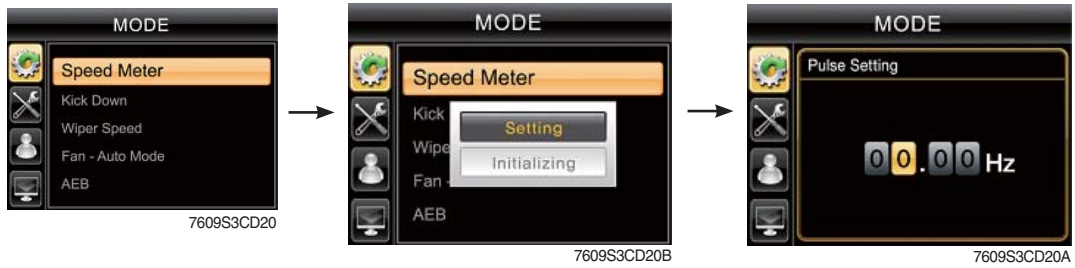 MODE
Speed Meter
Kick Down
Wiper Speed
Fan - Auto Mode
AEB
7609S3CD20
MODE
Speed Meter
Kick
Setting
Wipe
Initializing
Fan -
AEB
7609S3CD20B
MODE
Pulse Setting
00.00 Hz
7609S3CD20A